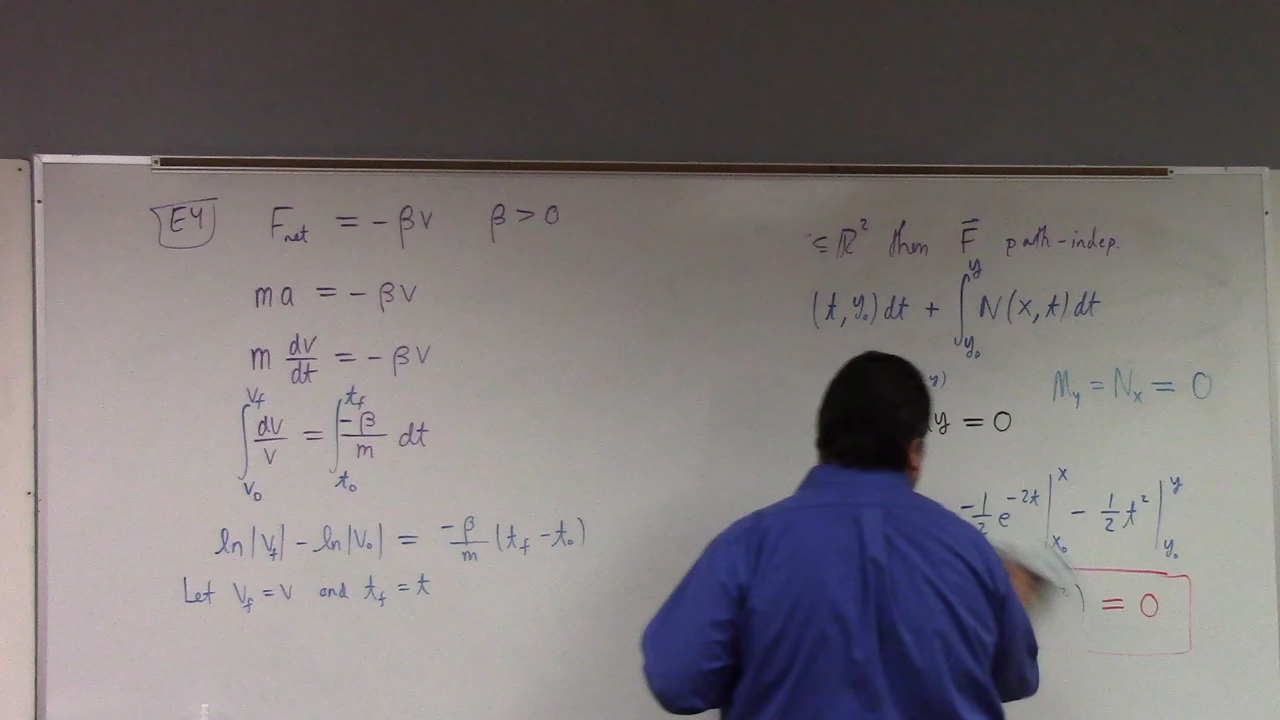 E4 F_net = -βv β > 0
ma = -βv
m dv/dt = -βv
∫_{v_0}^{v_f} dv/v = ∫_{t_0}^{t_f} -β/m dt
ln|v_f| - ln|v_0| = -β/m (t_f - t_0)
Let v_f = v and t_f = t
⊆ ℝ² then F⃗ path-indep.
(t, y_0)dt + ∫_{y_0}^{y} N(x, t)dt
y)
M_y = N_x = 0
dy = 0
-1/2 e^{-2t} |_{x_0}^{x} - 1/2 t² |_{y_0}^{y}
) = 0